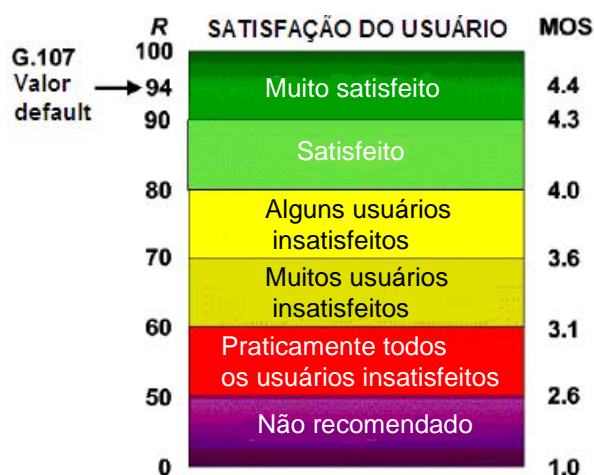 R SATISFAÇÃO DO USUÁRIO MOS
100
G.107
Valor
default
94 Muito satisfeito 4.4
90 4.3
Satisfeito
80 4.0
Alguns usuários
insatisfeitos
70 3.6
Muitos usuários
insatisfeitos
60 3.1
Praticamente todos
os usuários insatisfeitos
50 2.6
Não recomendado
0 1.0